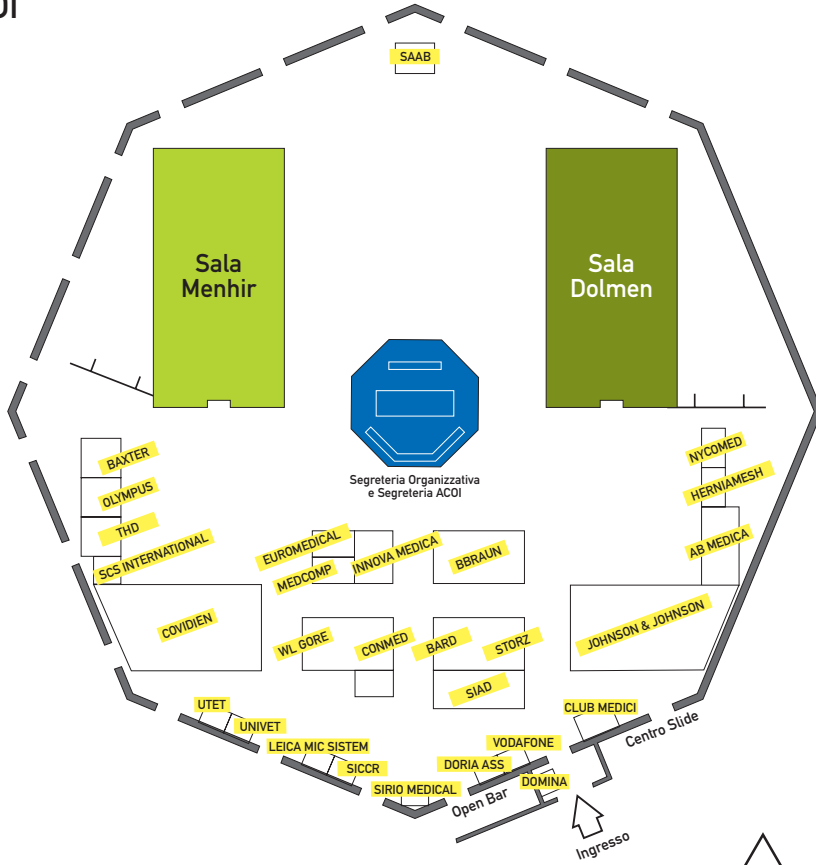 SAAB
Sala
Menhir
Sala
Dolmen
Segreteria Organizzativa
e Segreteria ACOI
BAXTER
OLYMPUS
THD
SCS INTERNATIONAL
COVIDIEN
NYCOMED
HERNIAMESH
AB MEDICA
JOHNSON & JOHNSON
EUROMEDICAL
MEDCOMP
INNOVA MEDICA
BBRAUN
WL GORE
CONMED
BARD
STORZ
SIAD
UTET
UNIVET
LEICA MIC SISTEM
SICCR
SIRIO MEDICAL
DORIA ASS
VODAFONE
DOMINA
CLUB MEDICI
Centro Slide
Open Bar
Ingresso